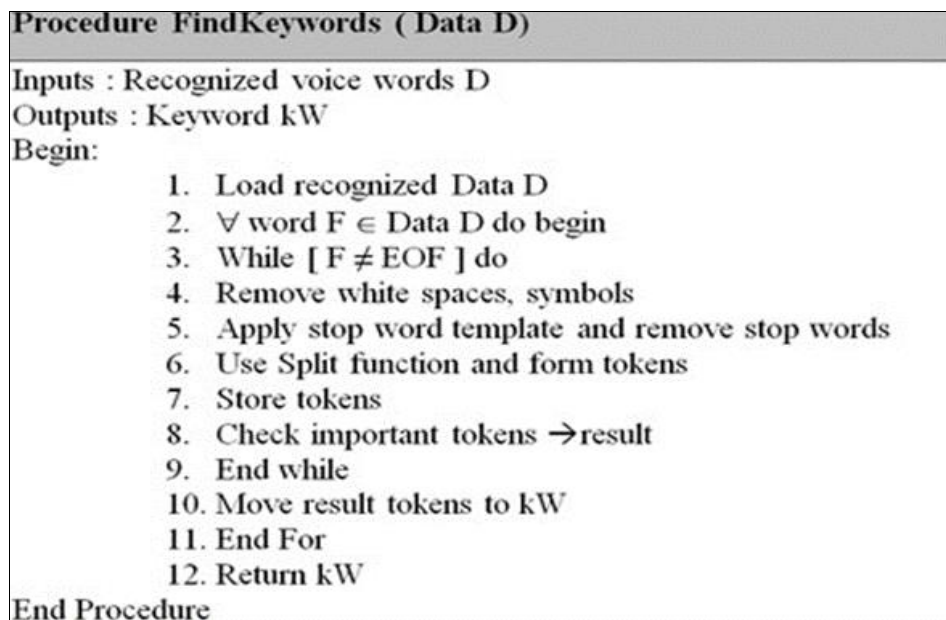 Procedure FindKeywords ( Data D)
Inputs : Recognized voice words D
Outputs : Keyword kW
Begin:
1. Load recognized Data D
2. ∀ word F ∈ Data D do begin
3. While [ F ≠ EOF ] do
4. Remove white spaces, symbols
5. Apply stop word template and remove stop words
6. Use Split function and form tokens
7. Store tokens
8. Check important tokens →result
9. End while
10. Move result tokens to kW
11. End For
12. Return kW
End Procedure